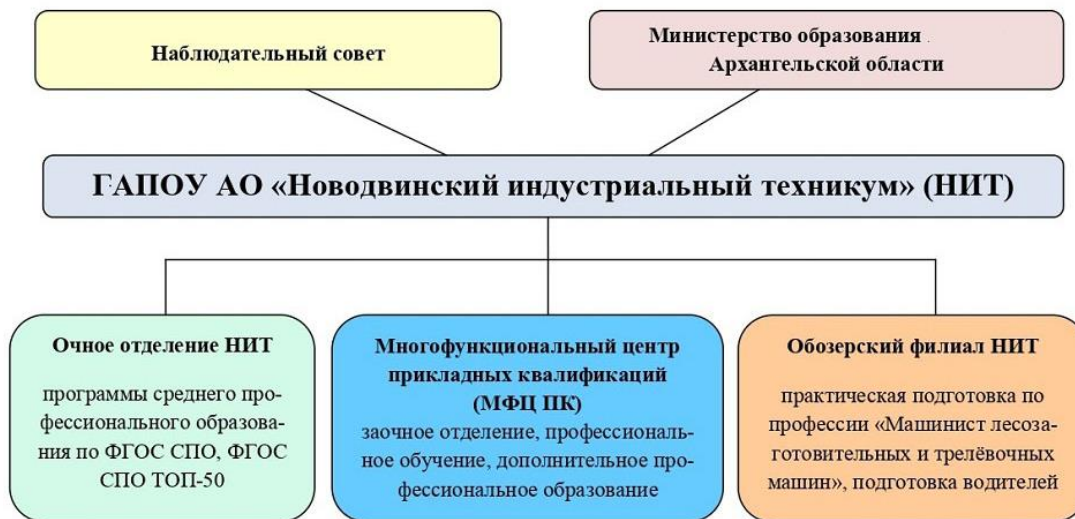 Наблюдательный совет
Министерство образования
Архангельской области
ГАПОУ АО «Новодвинский индустриальный техникум» (НИТ)
Очное отделение НИТ
программы среднего про-
фессионального образова-
ния по ФГОС СПО, ФГОС
СПО ТОП-50
Многофункциональный центр
прикладных квалификаций
(МФЦ ПК)
заочное отделение, профессиональ-
ное обучение, дополнительное про-
фессиональное образование
Обозерский филиал НИТ
практическая подготовка по
профессии «Машинист лесоза-
готовительных и трелёвочных
машин», подготовка водителей